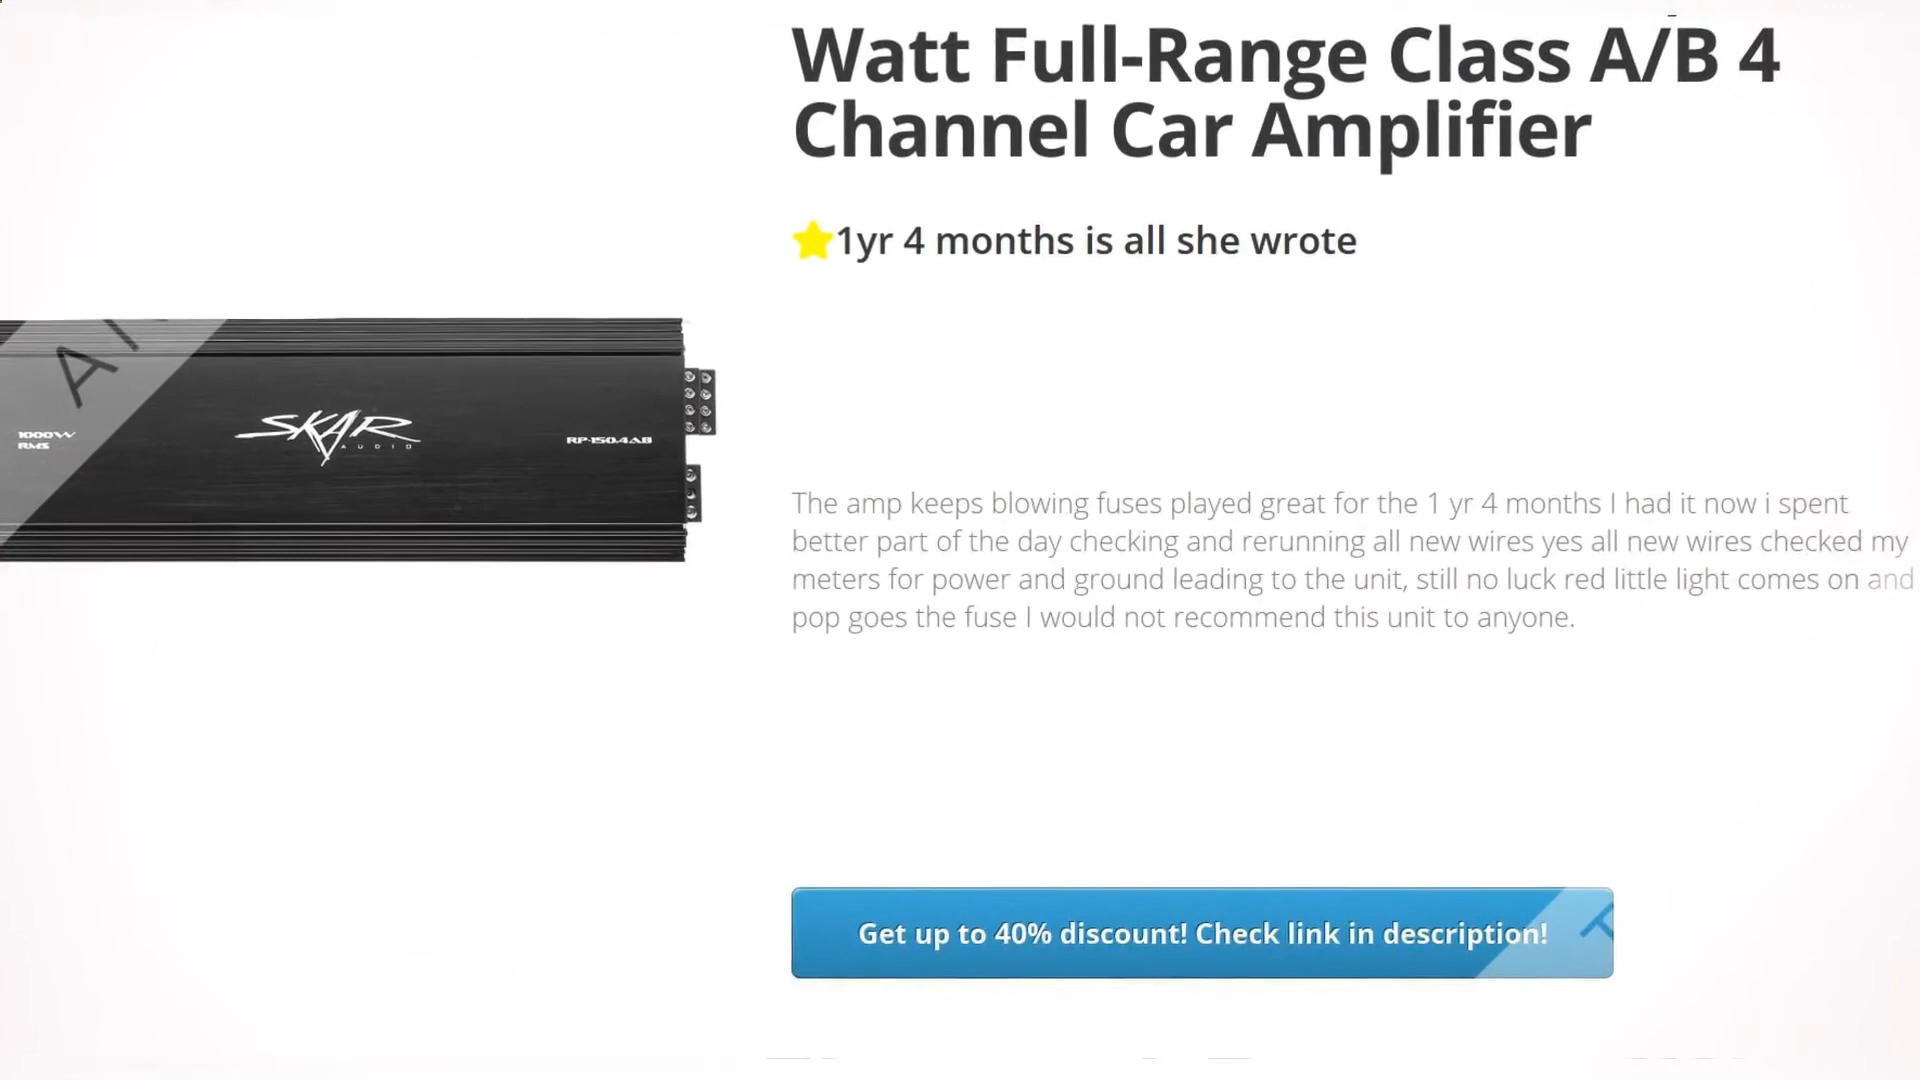 Watt Full-Range Class A/B 4
Channel Car Amplifier
1yr 4 months is all she wrote
1000W
RMS
SKAR
AUDIO
RP-150.4AB
The amp keeps blowing fuses played great for the 1 yr 4 months I had it now i spent
better part of the day checking and rerunning all new wires yes all new wires checked my
meters for power and ground leading to the unit, still no luck red little light comes on and
pop goes the fuse I would not recommend this unit to anyone.
Get up to 40% discount! Check link in description!